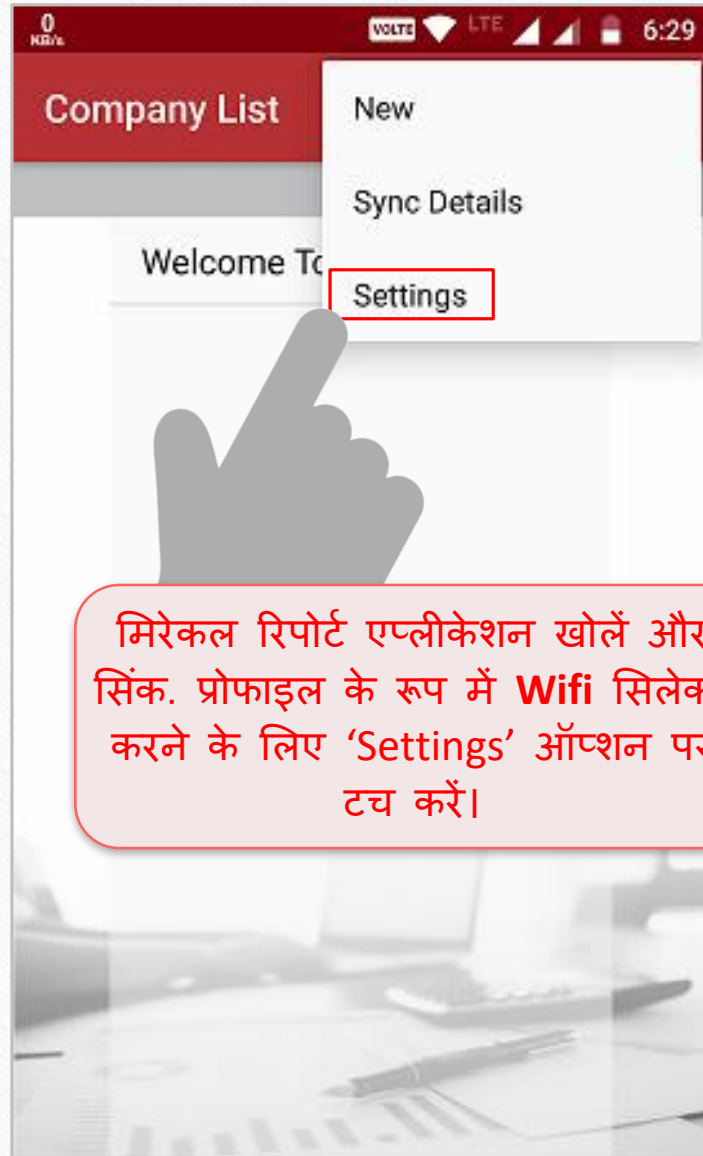 0
KB/s
VOLTE LTE 6:29
Company List
New
Sync Details
Welcome To
Settings
मिरेकल रिपोर्ट एप्लीकेशन खोलें और
सिंक. प्रोफाइल के रूप में Wifi
करने के लिए ‘Settings’ ऑप्शन पर
टच करें।